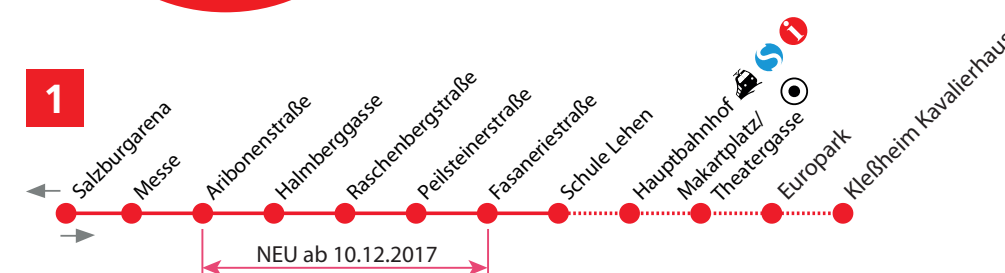 1
Salzburgarena
Messe
Aribonenstraße
Halmberggasse
Raschenbergstraße
Peilsteinerstraße
Fasaneriestraße
Schule Lehen
Hauptbahnhof
Makartplatz/
Theatergasse
Europark
Kleßheim Kavalierhaus
NEU ab 10.12.2017